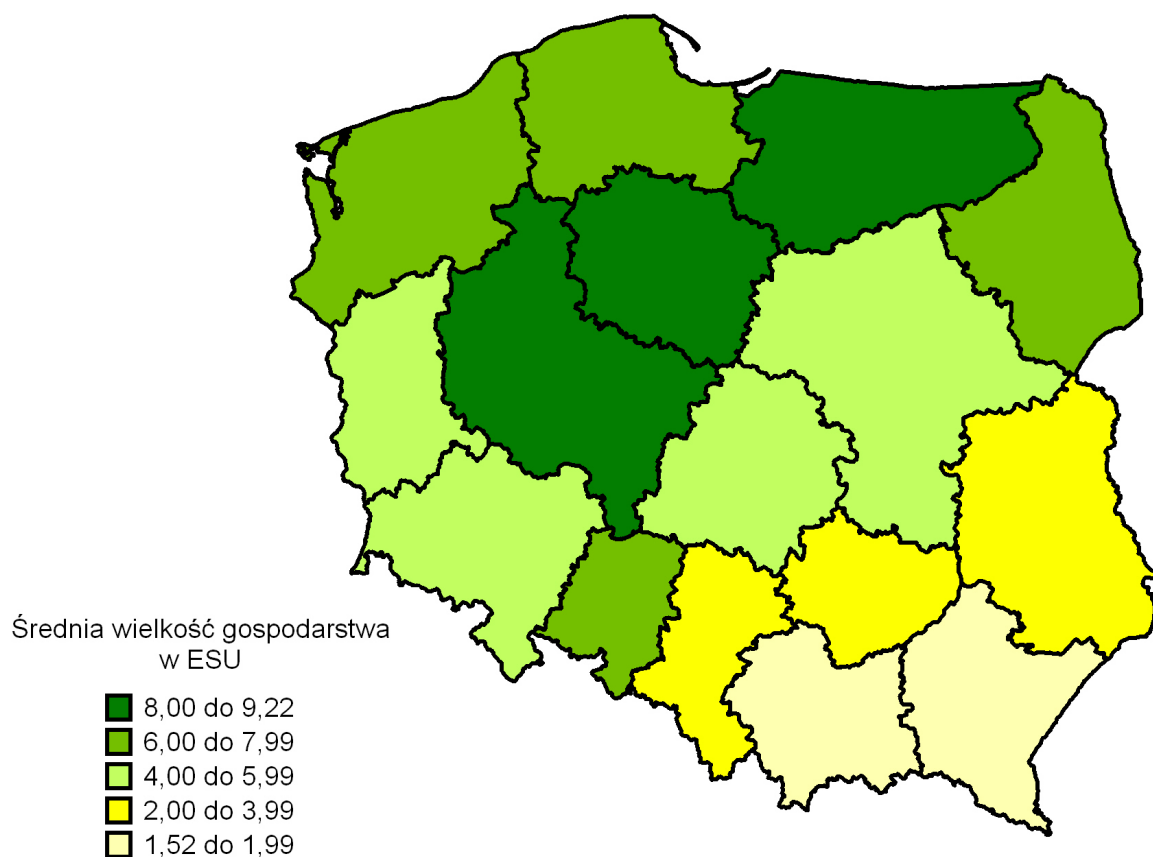 Średnia wielkość gospodarstwa
w ESU
8,00 do 9,22
6,00 do 7,99
4,00 do 5,99
2,00 do 3,99
1,52 do 1,99